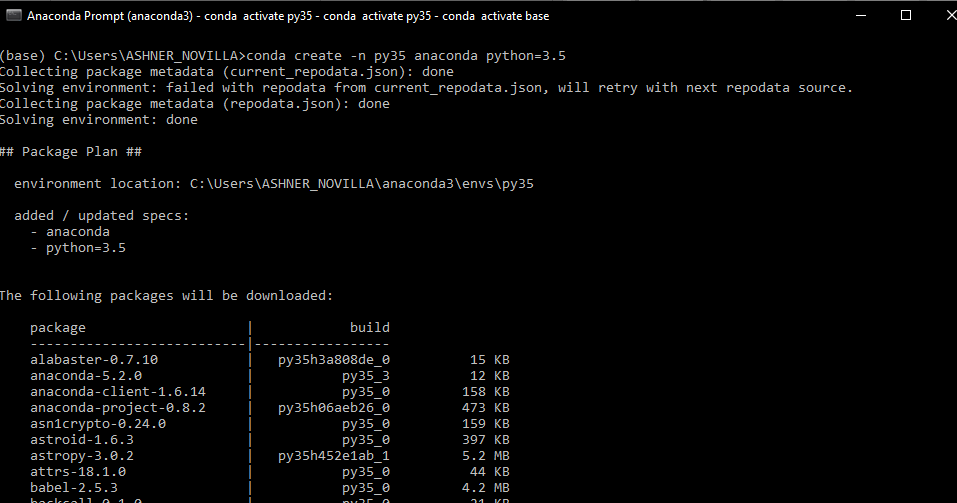 Anaconda Prompt (anaconda3) - conda  activate py35 - conda  activate py35 - conda  activate base
(base) C:\Users\ASHNER_NOVILLA>conda create -n py35 anaconda python=3.5
Collecting package metadata (current_repodata.json): done
Solving environment: failed with repodata from current_repodata.json, will retry with next repodata source.
Collecting package metadata (repodata.json): done
Solving environment: done
## Package Plan ##
environment location: C:\Users\ASHNER_NOVILLA\anaconda3\envs\py35
added / updated specs:
- anaconda
- python=3.5
The following packages will be downloaded:
package                    |            build
---------------------------|-----------------
alabaster-0.7.10           |   py35h3a808de_0          15 KB
anaconda-5.2.0             |           py35_3          12 KB
anaconda-client-1.6.14     |           py35_0         158 KB
anaconda-project-0.8.2     |   py35h06aeb26_0         473 KB
asn1crypto-0.24.0          |           py35_0         159 KB
astroid-1.6.3              |           py35_0         397 KB
astropy-3.0.2              |   py35h452e1ab_1         5.2 MB
attrs-18.1.0               |           py35_0          44 KB
babel-2.5.3                |           py35_0         4.2 MB
backcall-0.1.0             |           py35_0          21 KB